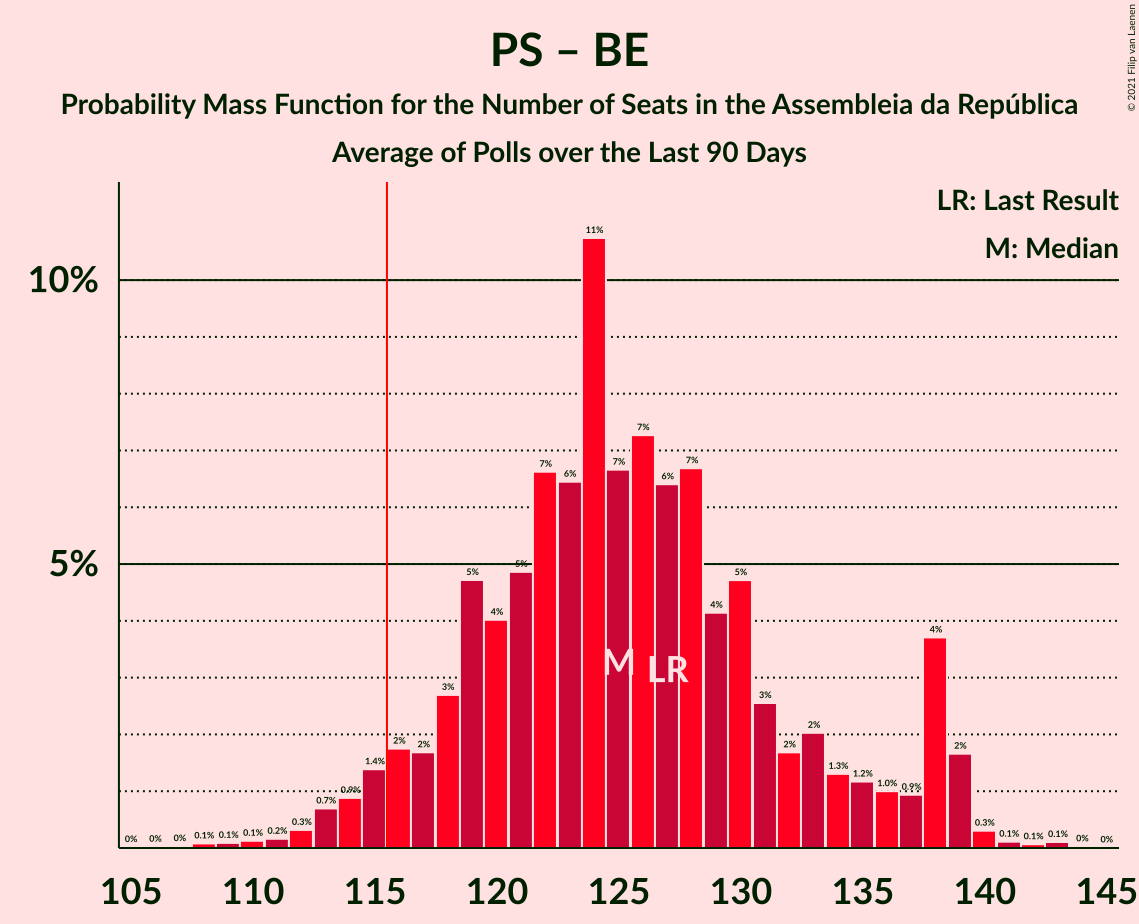 © 2021 Filip van Laenen
PS – BE
Probability Mass Function for the Number of Seats in the Assembleia da República
Average of Polls over the Last 90 Days
LR: Last Result
M: Median
10%
5%
0% 0% 0% 0.1% 0.1% 0.1% 0.2% 0.3% 0.7% 0.9% 1.4% 2% 2% 3% 5% 4% 5% 7% 6% 11% 7% 7% 6% 7% 4% 5% 3% 2% 2% 1.3% 1.2% 1.0% 0.9% 4% 2% 0.3% 0.1% 0.1% 0.1% 0% 0%
M LR
105 110 115 120 125 130 135 140 145